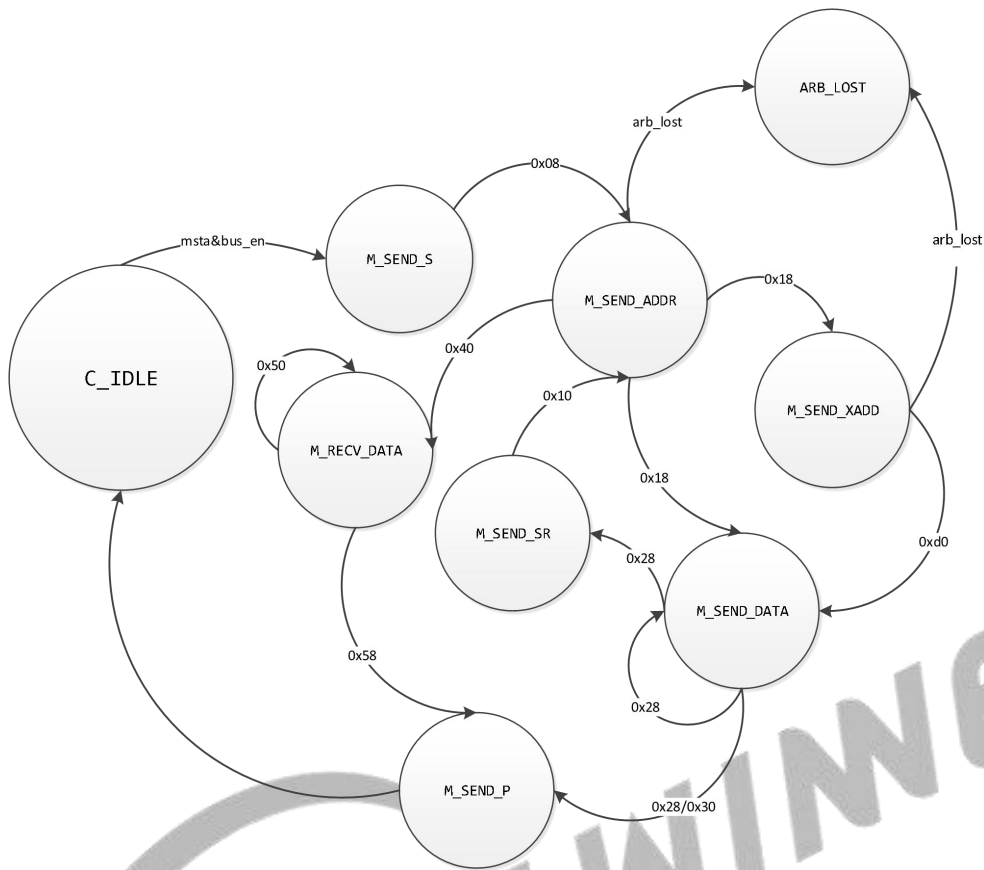 ARB_LOST
arb_lost
0x08
msta&bus_en
M_SEND_S
arb_lost
M_SEND_ADDR
0x18
0x40
0x50
C_IDLE
0x10
M_SEND_XADD
M_RECV_DATA
0x18
M_SEND_SR
0xd0
0x28
M_SEND_DATA
0x58
0x28
M_SEND_P
0x28/0x30
WING